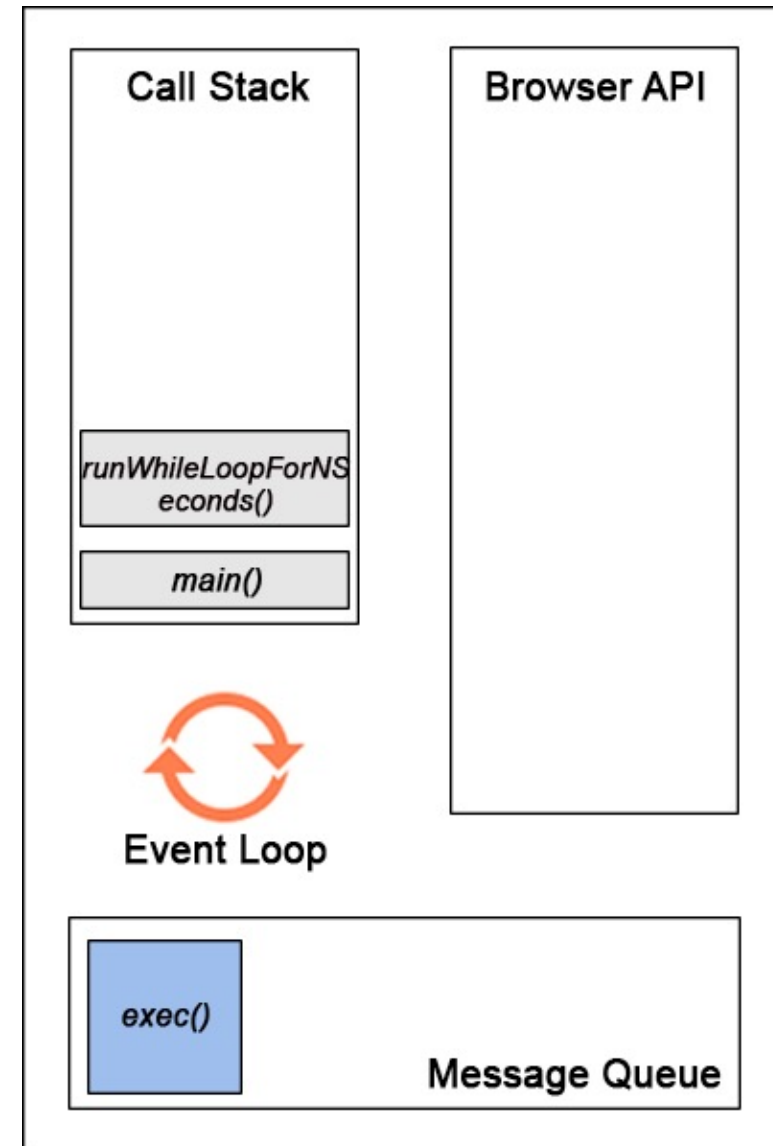 Call Stack
Browser API
runWhileLoopForNS
econds()
main()
Event Loop
exec()
Message Queue